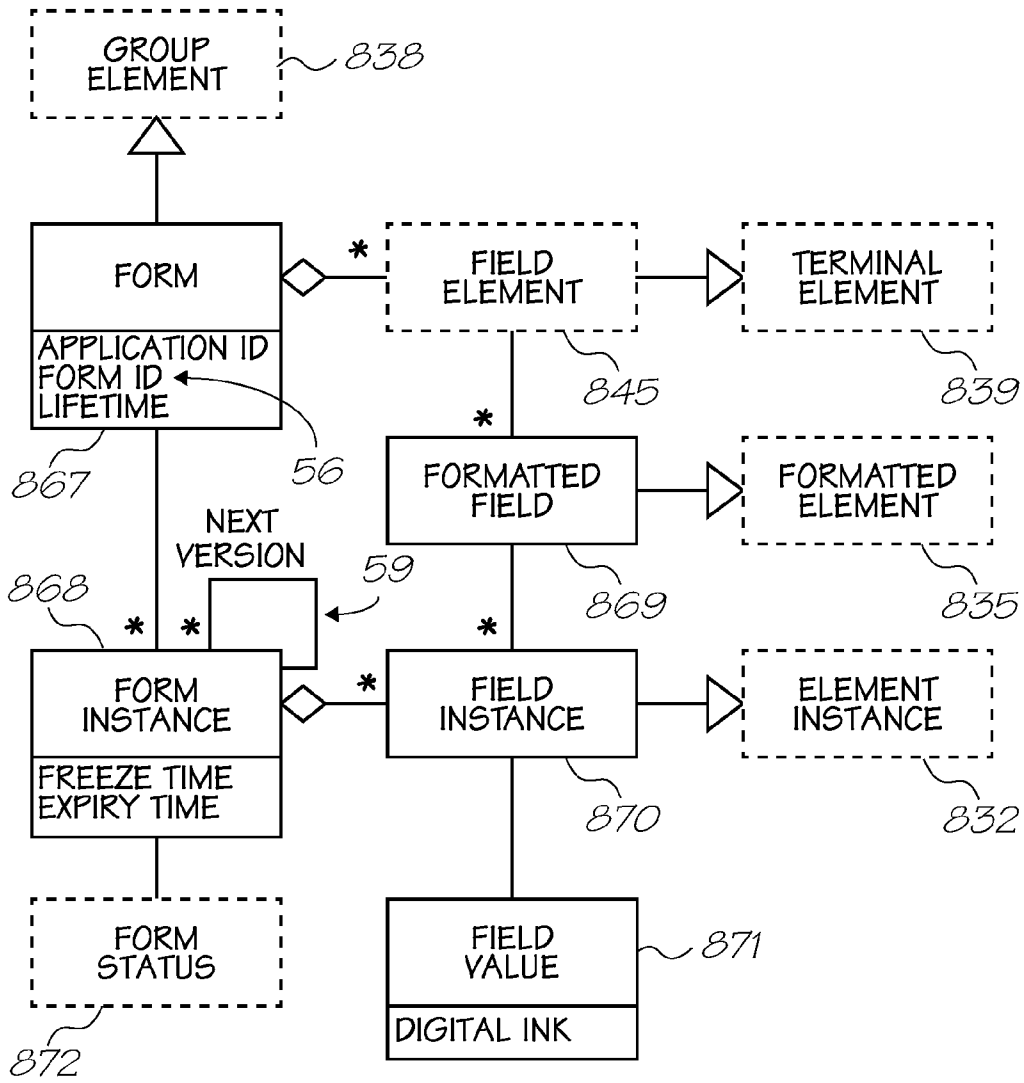 GROUP
ELEMENT
838
FORM
*
FIELD
ELEMENT
TERMINAL
ELEMENT
APPLICATION ID
FORM ID
LIFETIME
845
839
*
867
56
FORMATTED
FIELD
FORMATTED
ELEMENT
NEXT
VERSION
868
59
869
835
*
*
*
FORM
INSTANCE
*
FIELD
INSTANCE
ELEMENT
INSTANCE
FREEZE TIME
EXPIRY TIME
870
832
FORM
STATUS
FIELD
VALUE
871
DIGITAL INK
872